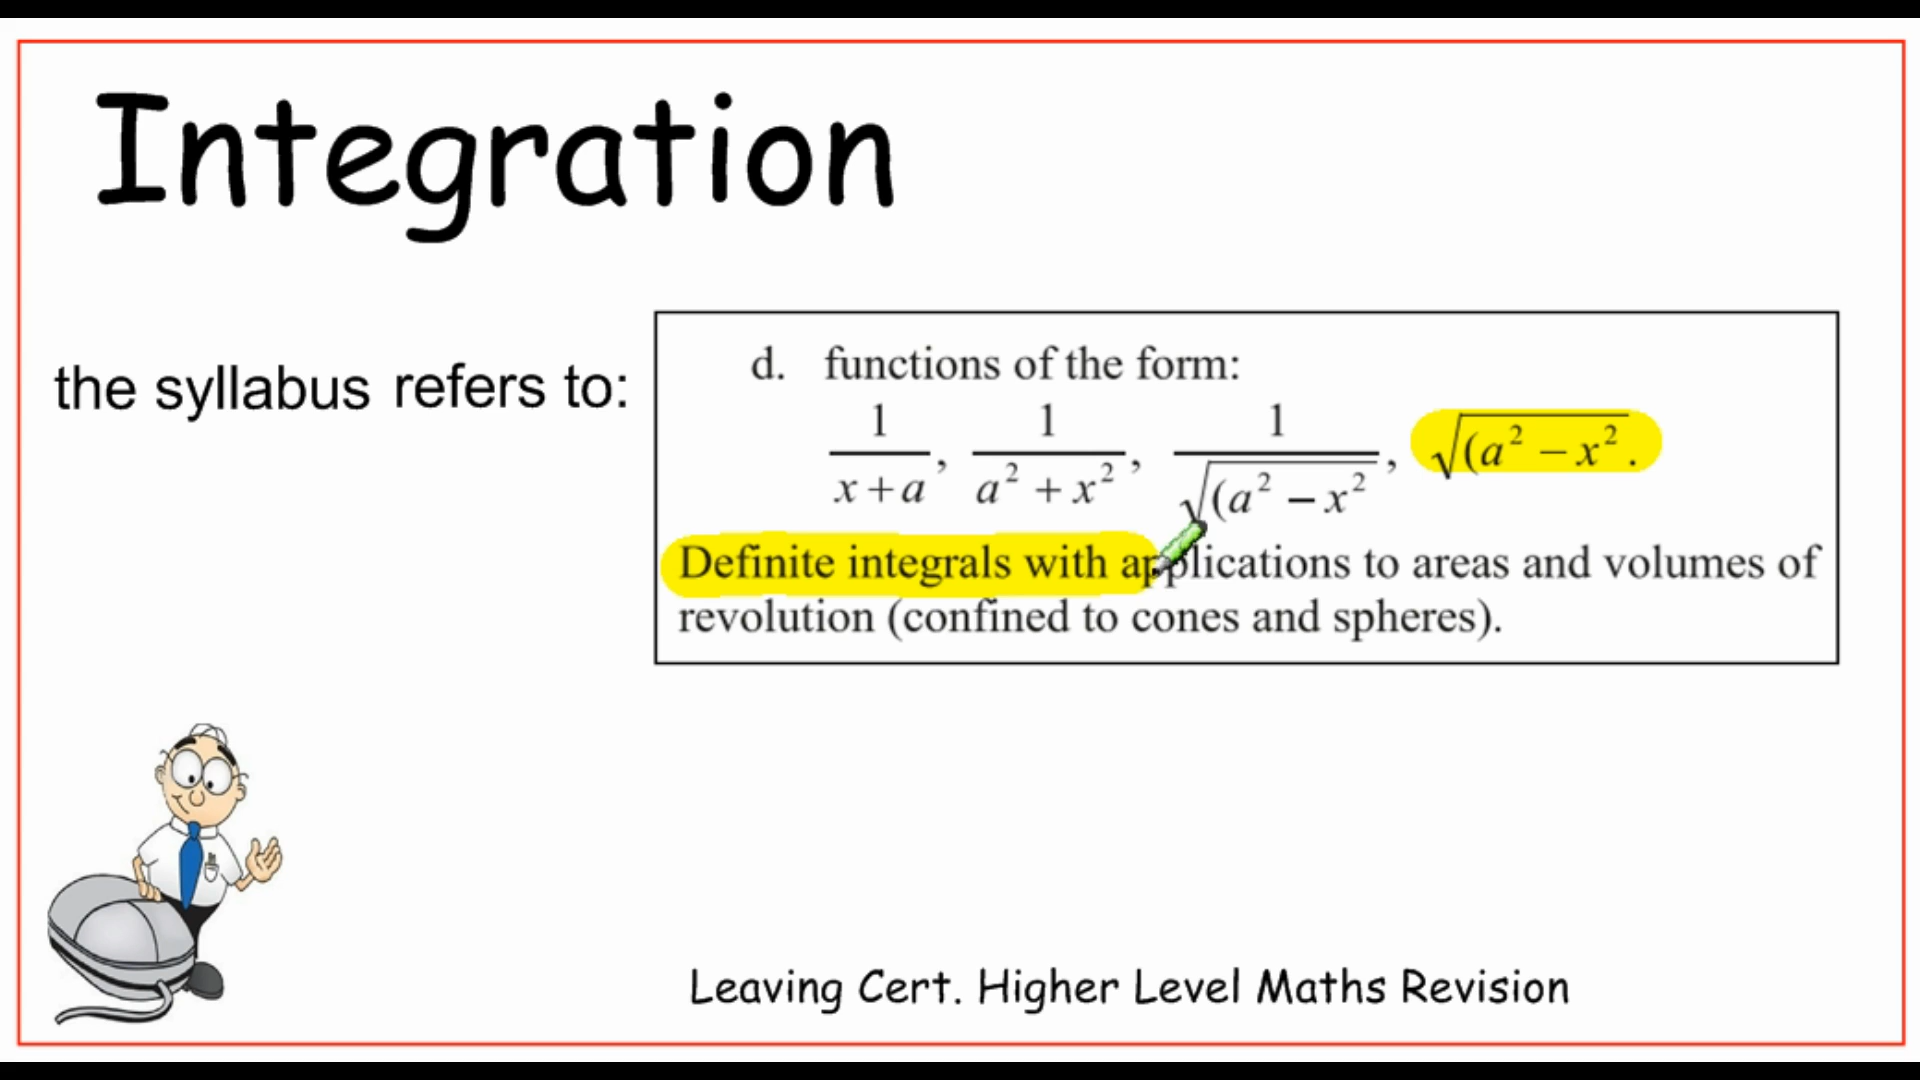 Integration
the syllabus refers to:
d. functions of the form:
1/(x+a), 1/(a²+x²), 1/√(a²−x², √(a²−x².
Definite integrals with applications to areas and volumes of
revolution (confined to cones and spheres).
Leaving Cert. Higher Level Maths Revision